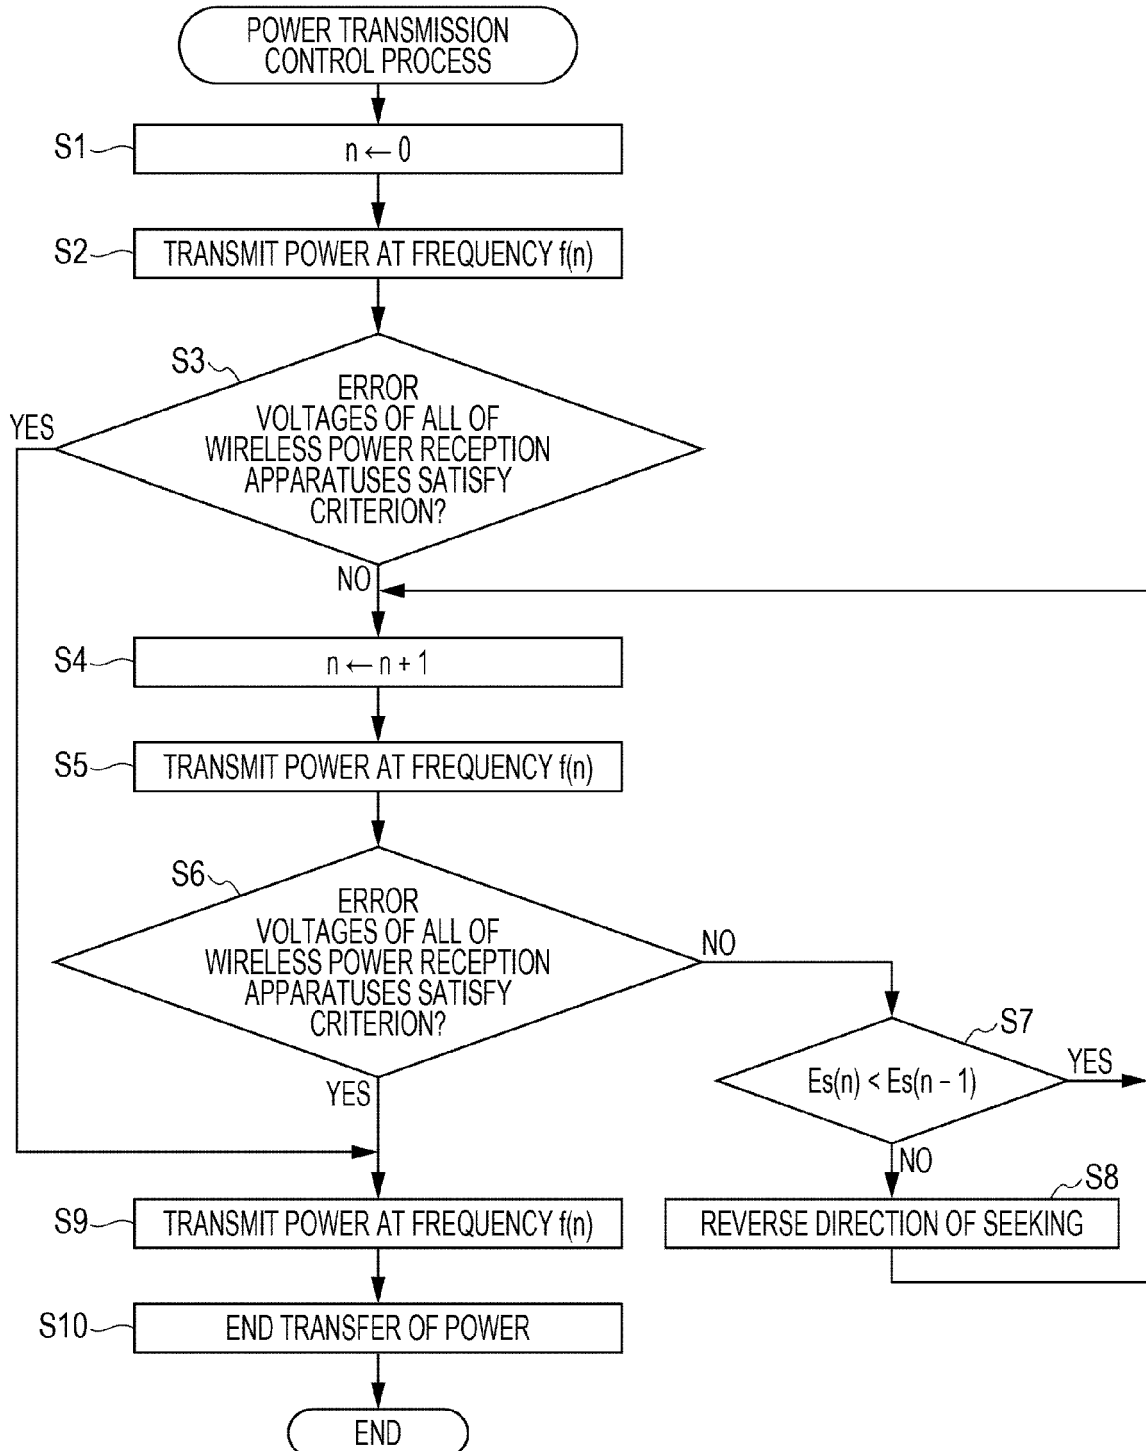 POWER TRANSMISSION
CONTROL PROCESS
S1
n ← 0
S2
TRANSMIT POWER AT FREQUENCY f(n)
S3
ERROR
VOLTAGES OF ALL OF
WIRELESS POWER RECEPTION
APPARATUSES SATISFY
CRITERION?
YES
NO
S4
n ← n + 1
S5
TRANSMIT POWER AT FREQUENCY f(n)
S6
ERROR
VOLTAGES OF ALL OF
WIRELESS POWER RECEPTION
APPARATUSES SATISFY
CRITERION?
NO
YES
S7
Es(n) < Es(n − 1)
YES
NO
S8
REVERSE DIRECTION OF SEEKING
S9
TRANSMIT POWER AT FREQUENCY f(n)
S10
END TRANSFER OF POWER
END